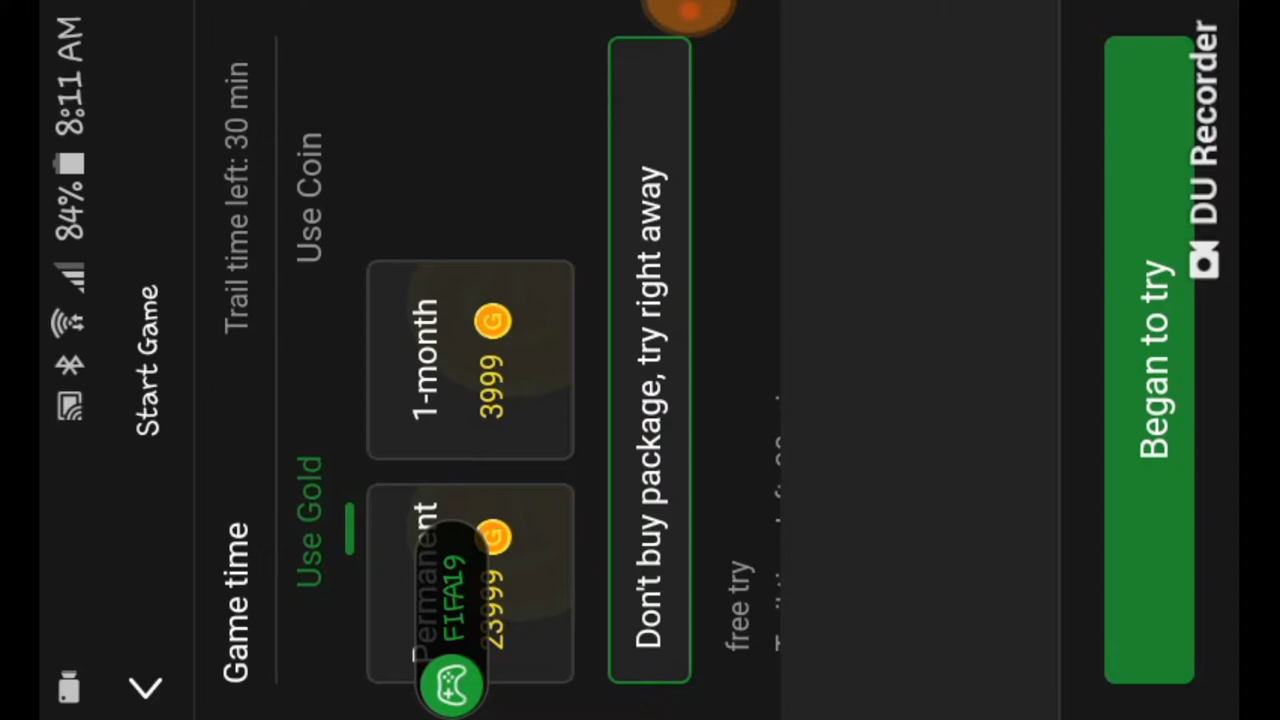 84% 8:11 AM
Start Game
Game time
Trail time left: 30 min
Use Gold
Use Coin
Permanent
23999 G
1-month
3999 G
FIFA19
Don't buy package, try right away
free try
Began to try
DU Recorder